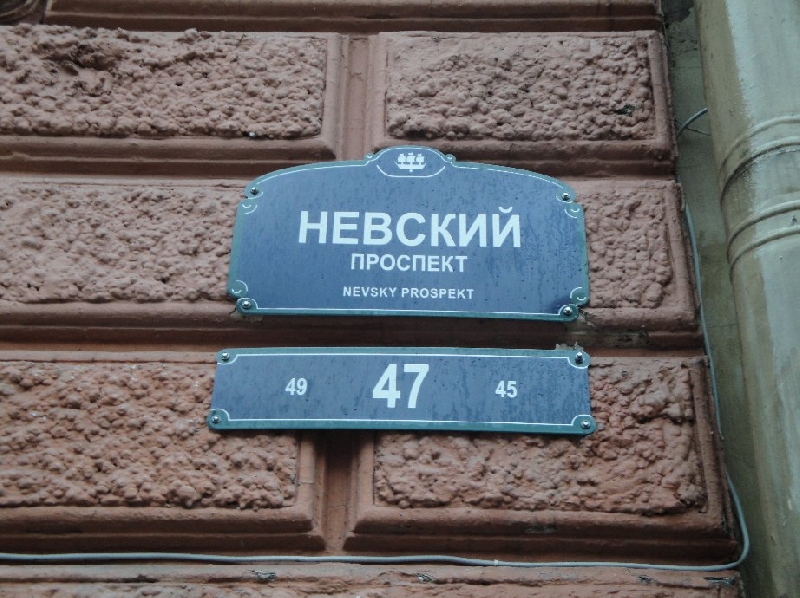 НЕВСКИЙ
ПРОСПЕКТ
NEVSKY PROSPEKT
49 47 45